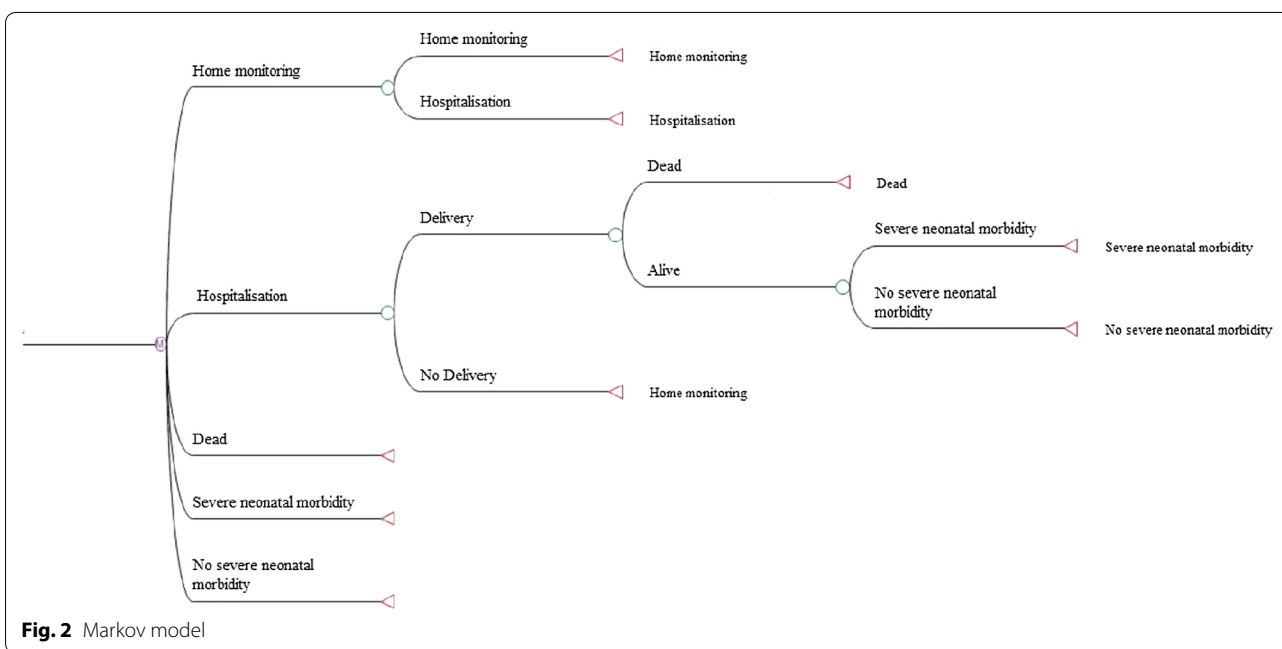 Home monitoring
Home monitoring
Home monitoring
Hospitalisation
Hospitalisation
Dead
Dead
Delivery
Severe neonatal morbidity
Severe neonatal morbidity
Alive
Hospitalisation
No severe neonatal
morbidity
No severe neonatal morbidity
M
No Delivery
Home monitoring
Dead
Severe neonatal morbidity
No severe neonatal
morbidity
Fig. 2 Markov model